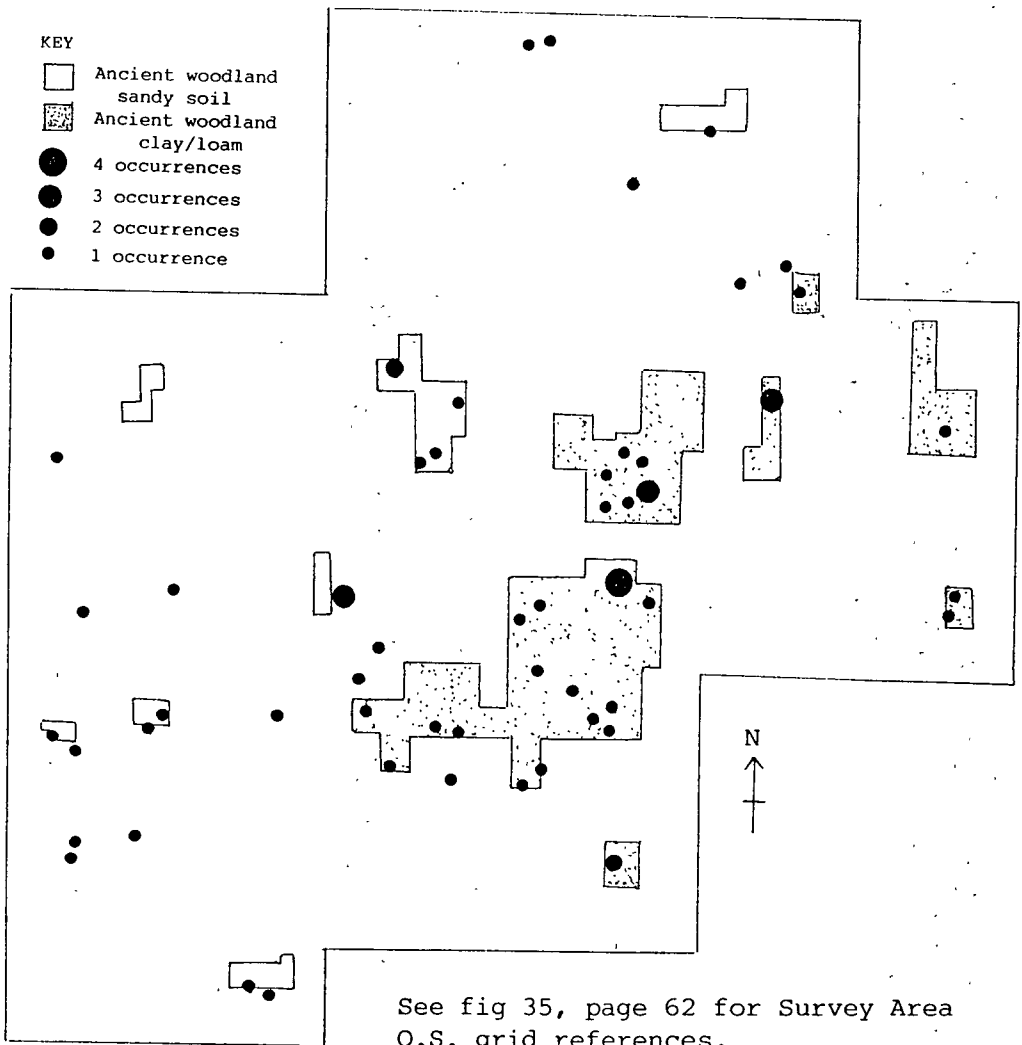 KEY
Ancient woodland
sandy soil
Ancient woodland
clay/loam
4 occurrences
3 occurrences
2 occurrences
1 occurrence
N
See fig 35, page 62 for Survey Area
O.S. grid references.